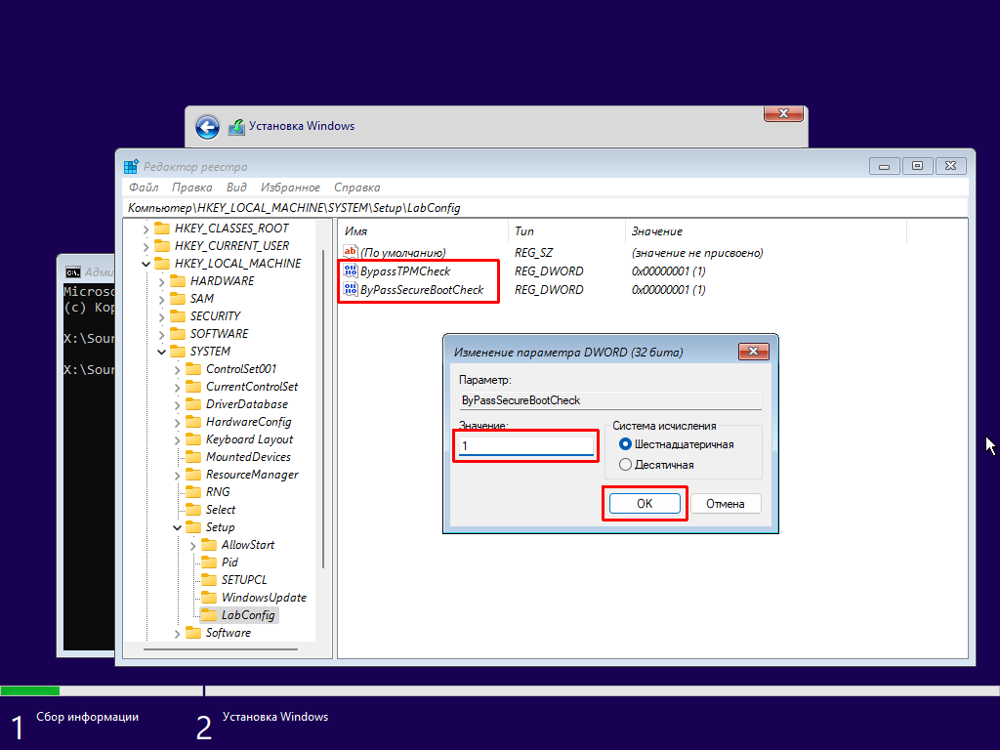 Установка Windows
Редактор реестра
Файл Правка Вид Избранное Справка
Компьютер\HKEY_LOCAL_MACHINE\SYSTEM\Setup\LabConfig
HKEY_CLASSES_ROOT
HKEY_CURRENT_USER
HKEY_LOCAL_MACHINE
HARDWARE
SAM
SECURITY
SOFTWARE
SYSTEM
ControlSet001
CurrentControlSet
DriverDatabase
HardwareConfig
Keyboard Layout
MountedDevices
ResourceManager
RNG
Select
Setup
AllowStart
Pid
SETUPCL
WindowsUpdate
LabConfig
Software
Имя Тип Значение
(По умолчанию) REG_SZ (значение не присвоено)
BypassTPMCheck REG_DWORD 0x00000001 (1)
ByPassSecureBootCheck REG_DWORD 0x00000001 (1)
Изменение параметра DWORD (32 бита)
Параметр:
ByPassSecureBootCheck
Значение:
1
Система исчисления
Шестнадцатеричная
Десятичная
OK Отмена
C:\
Адми
Microso
(c) Кор
X:\Sour
X:\Sour
1 Сбор информации
2 Установка Windows